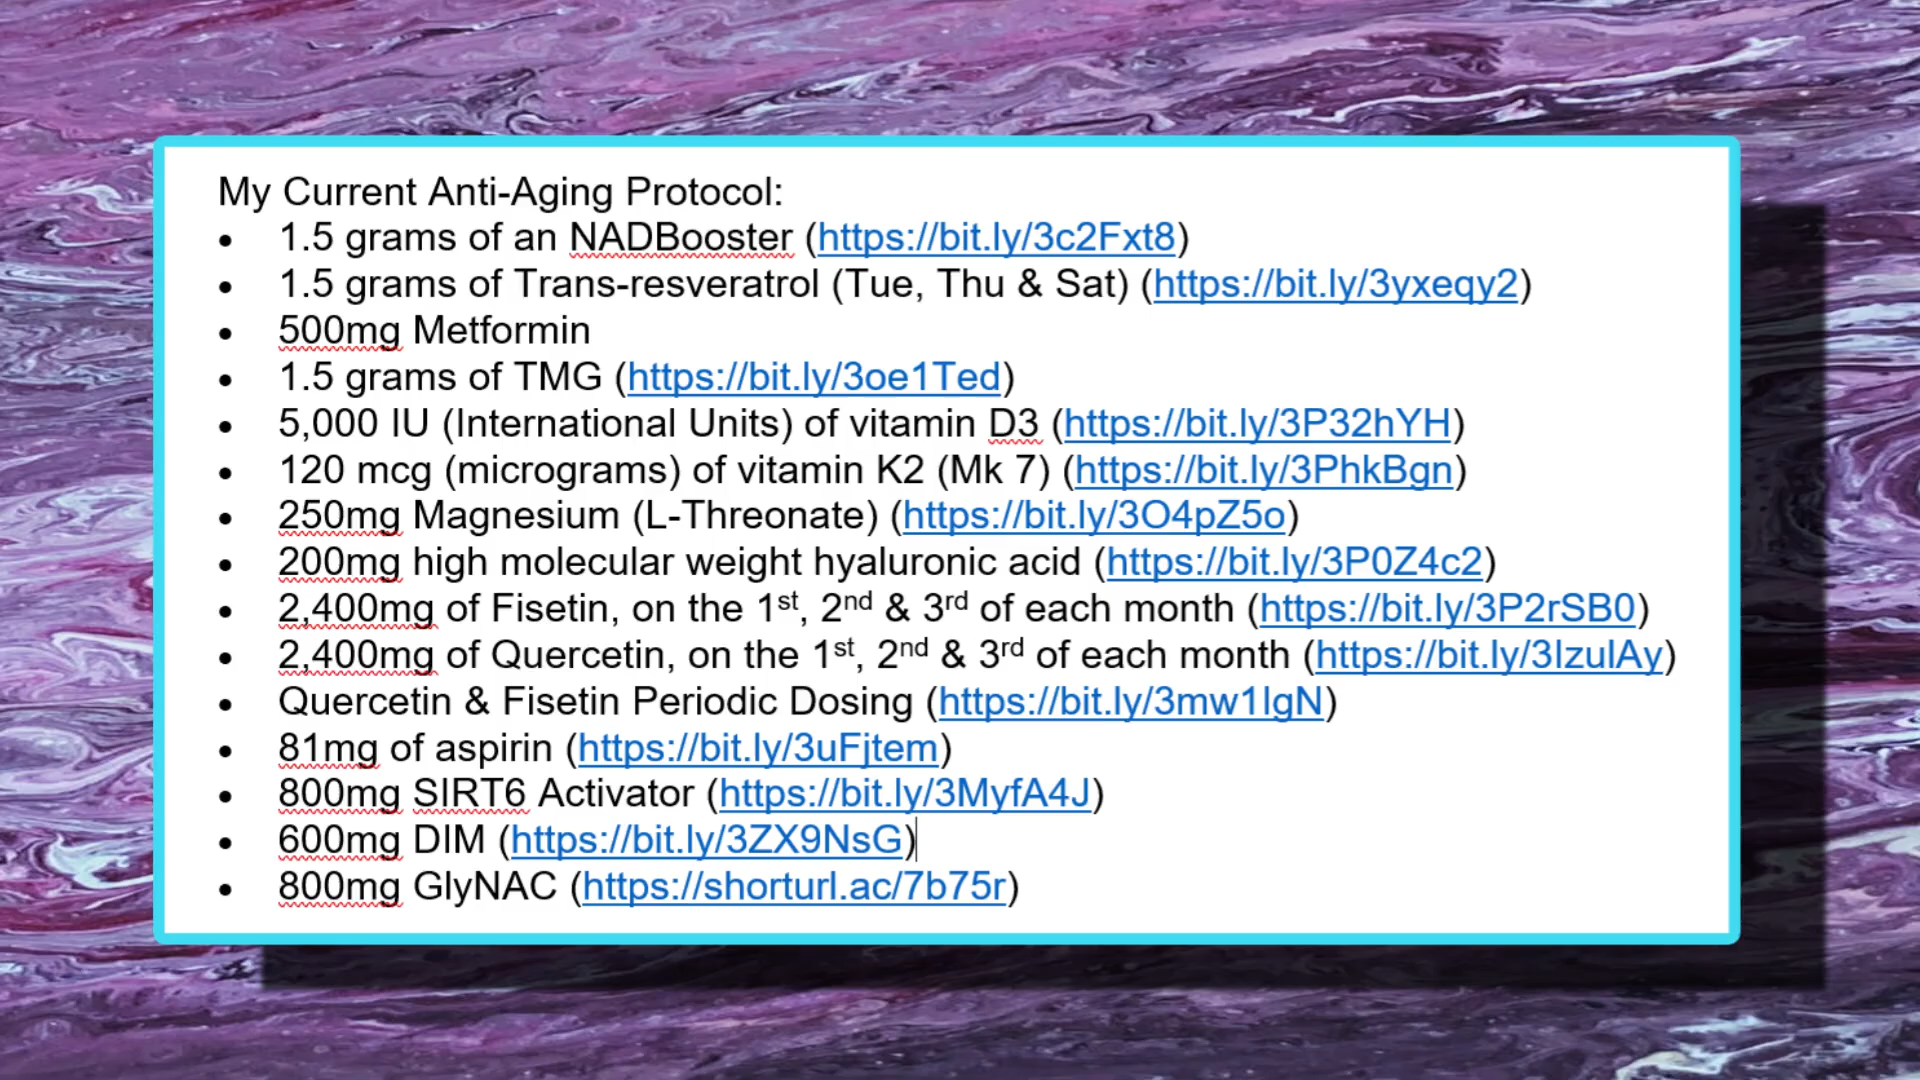 My Current Anti-Aging Protocol:
• 1.5 grams of an NADBooster (https://bit.ly/3c2Fxt8)
• 1.5 grams of Trans-resveratrol (Tue, Thu & Sat) (https://bit.ly/3yxeqy2)
• 500mg Metformin
• 1.5 grams of TMG (https://bit.ly/3oe1Ted)
• 5,000 IU (International Units) of vitamin D3 (https://bit.ly/3P32hYH)
• 120 mcg (micrograms) of vitamin K2 (Mk 7) (https://bit.ly/3PhkBgn)
• 250mg Magnesium (L-Threonate) (https://bit.ly/3O4pZ5o)
• 200mg high molecular weight hyaluronic acid (https://bit.ly/3P0Z4c2)
• 2,400mg of Fisetin, on the 1st, 2nd & 3rd of each month (https://bit.ly/3P2rSB0)
• 2,400mg of Quercetin, on the 1st, 2nd & 3rd of each month (https://bit.ly/3lzulAy)
• Quercetin & Fisetin Periodic Dosing (https://bit.ly/3mw1lgN)
• 81mg of aspirin (https://bit.ly/3uFjtem)
• 800mg SIRT6 Activator (https://bit.ly/3MyfA4J)
• 600mg DIM (https://bit.ly/3ZX9NsG)
• 800mg GlyNAC (https://shorturl.ac/7b75r)